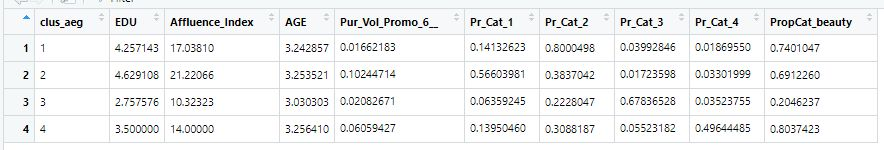 clus_aeg EDU Affluence_Index AGE Pur_Vol_Promo_6__ Pr_Cat_1 Pr_Cat_2 Pr_Cat_3 Pr_Cat_4 PropCat_beauty
1 1 4.257143 17.03810 3.242857 0.01662183 0.14132623 0.8000498 0.03992846 0.01869550 0.7401047
2 2 4.629108 21.22066 3.253521 0.10244714 0.56603981 0.3837042 0.01723598 0.03301999 0.6912260
3 3 2.757576 10.32323 3.030303 0.02082671 0.06359245 0.2228047 0.67836528 0.03523755 0.2046237
4 4 3.500000 14.00000 3.256410 0.06059427 0.13950460 0.3088187 0.05523182 0.49644485 0.8037423